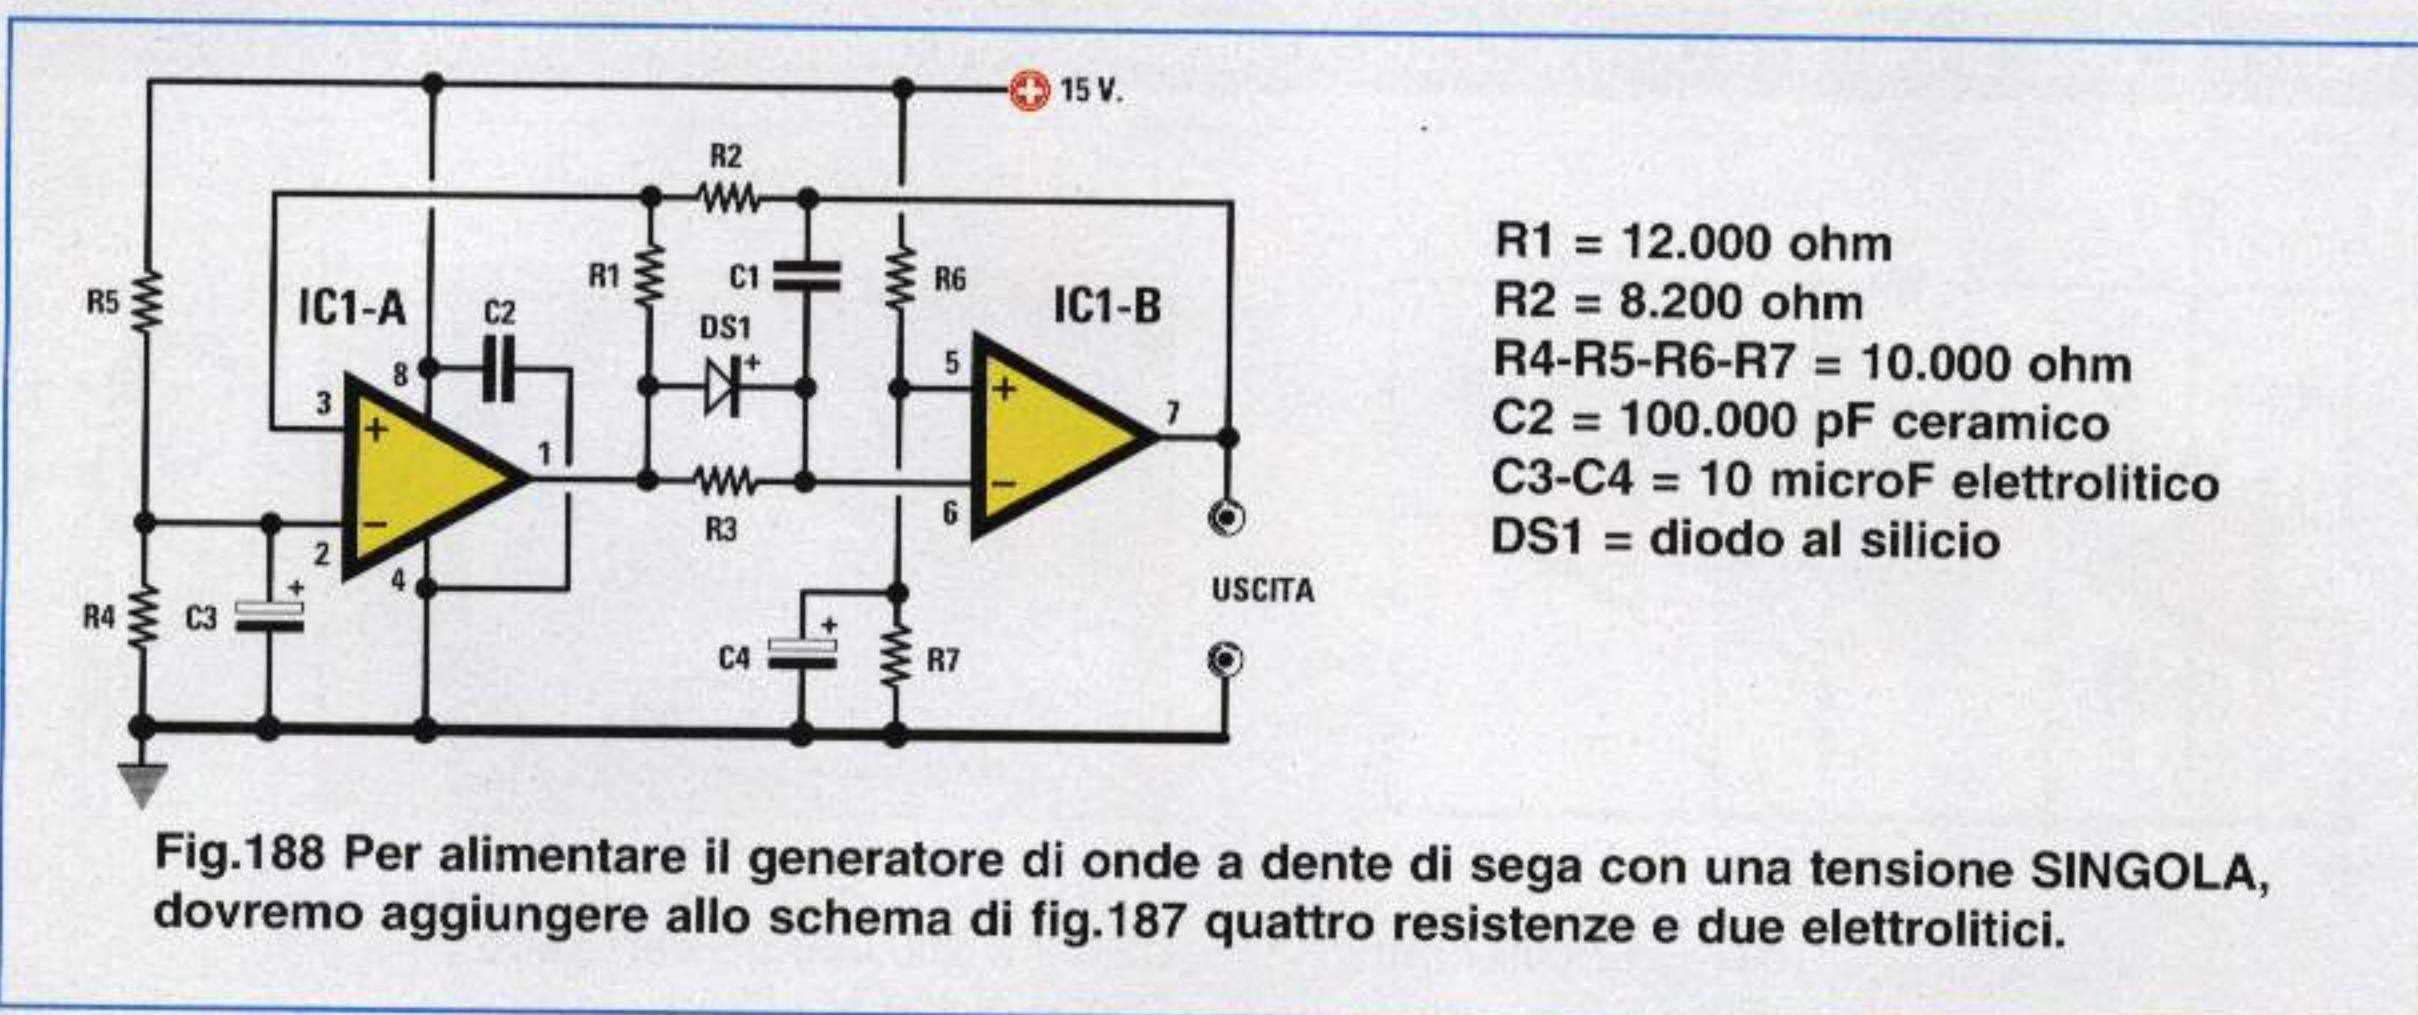 15 V.
R2
R5
IC1-A
C2
R1
C1
R6
IC1-B
DS1
+
8
5
+
3
+
7
1
−
R3
6
−
2
4
+
R4
C3
+
C4
R7
USCITA
R1 = 12.000 ohm
R2 = 8.200 ohm
R4-R5-R6-R7 = 10.000 ohm
C2 = 100.000 pF ceramico
C3-C4 = 10 microF elettrolitico
DS1 = diodo al silicio
Fig.188 Per alimentare il generatore di onde a dente di sega con una tensione SINGOLA,
dovremo aggiungere allo schema di fig.187 quattro resistenze e due elettrolitici.